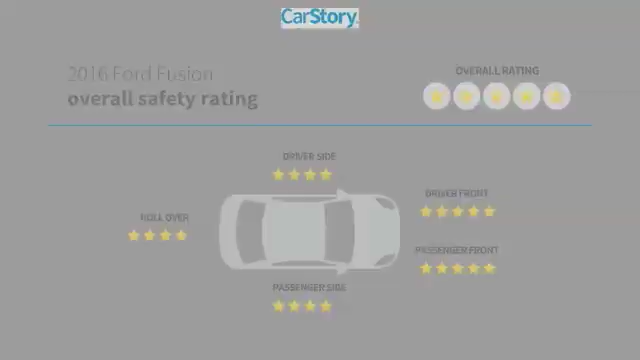 CarStory
2016 Ford Fusion
overall safety rating
OVERALL RATING
DRIVER SIDE
DRIVER FRONT
ROLL OVER
PASSENGER FRONT
PASSENGER SIDE